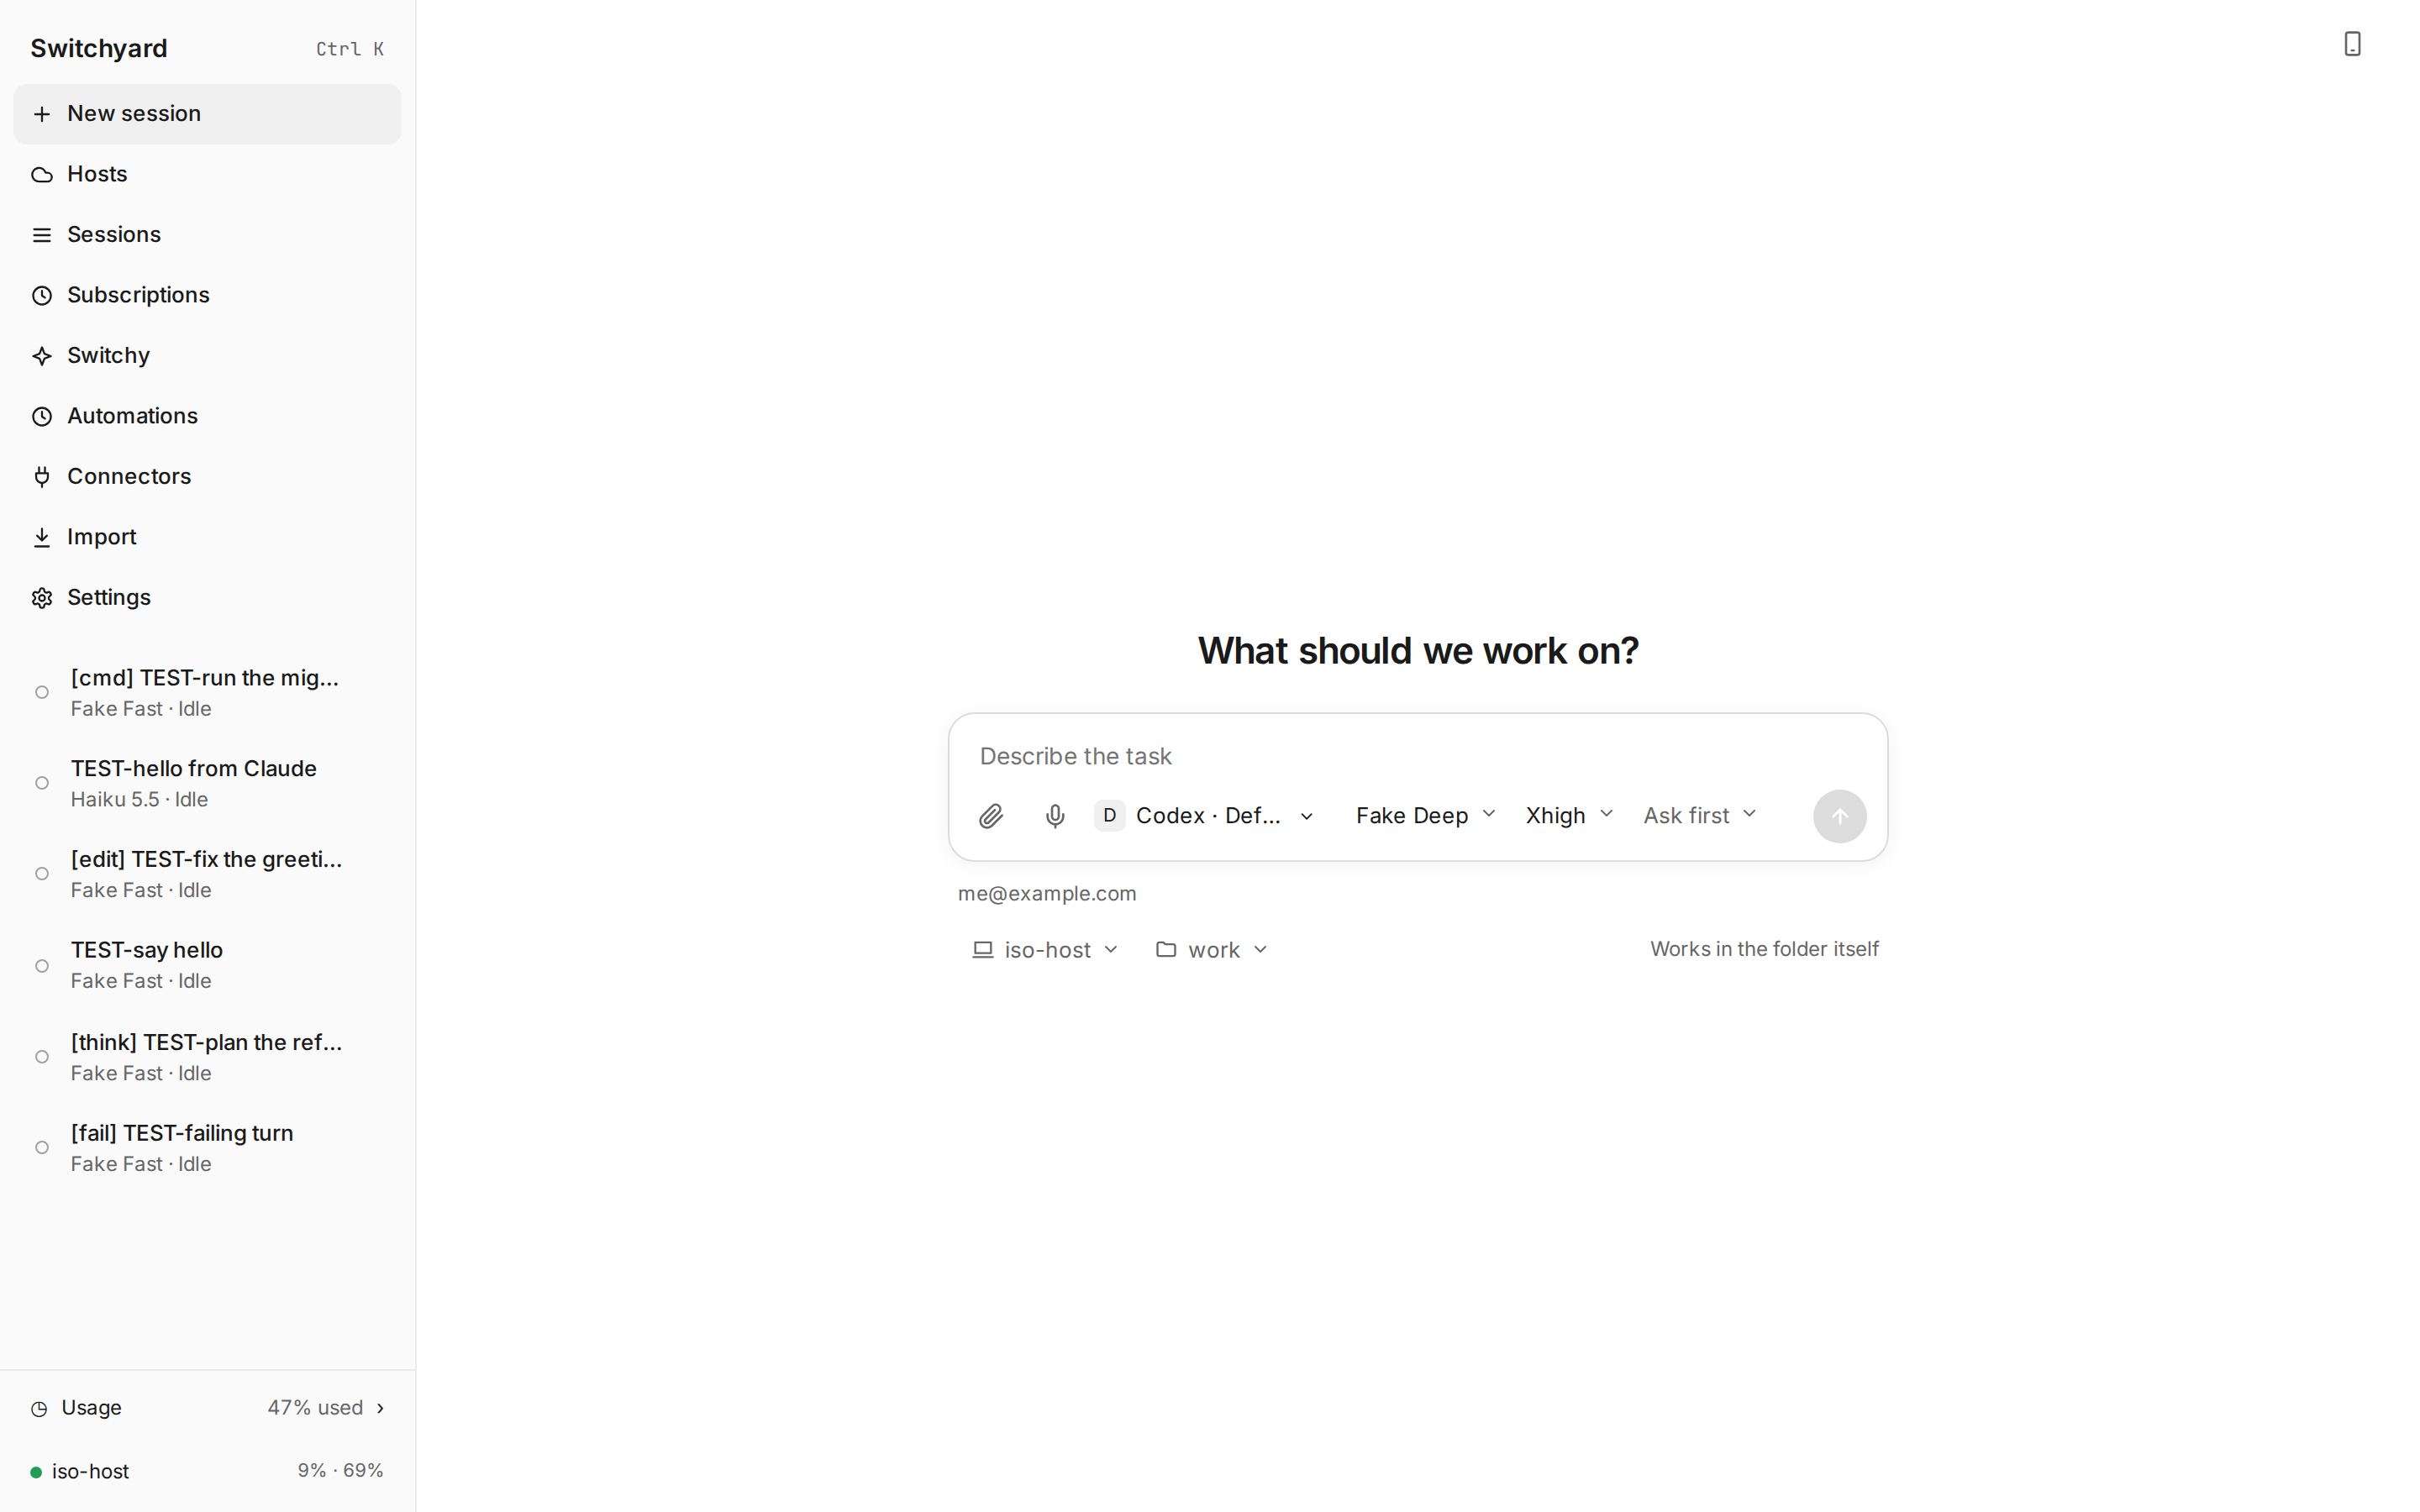 Switchyard
Ctrl K
New session
Hosts
Sessions
Subscriptions
Switchy
Automations
Connectors
Import
Settings
[cmd] TEST-run the mig...
Fake Fast · Idle
TEST-hello from Claude
Haiku 5.5 · Idle
[edit] TEST-fix the greeti...
Fake Fast · Idle
TEST-say hello
Fake Fast · Idle
[think] TEST-plan the ref...
Fake Fast · Idle
[fail] TEST-failing turn
Fake Fast · Idle
Usage
47% used
iso-host
9% · 69%
What should we work on?
Describe the task
D
Codex · Def...
Fake Deep
Xhigh
Ask first
me@example.com
iso-host
work
Works in the folder itself